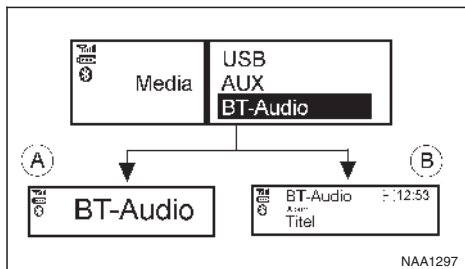 USB
Media AUX
BT-Audio
A
B
BT-Audio
BT-Audio 12:53
Titel
NAA1297